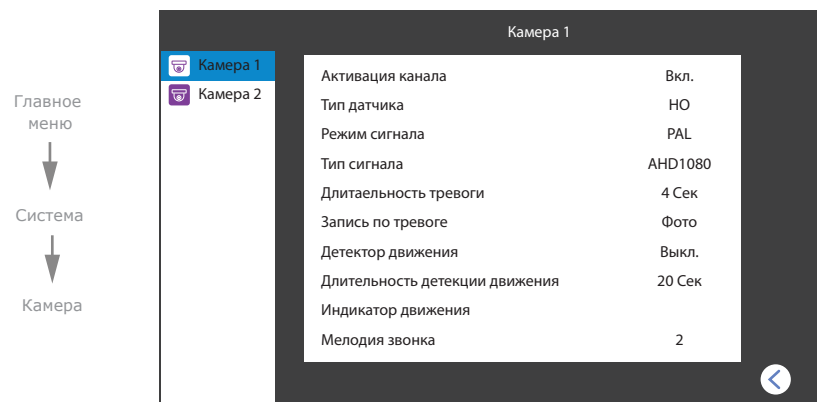 Главное
меню
Система
Камера
Камера 1
Камера 1
Камера 2
Активация канала Вкл.
Тип датчика НО
Режим сигнала PAL
Тип сигнала AHD1080
Длитаельность тревоги 4 Сек
Запись по тревоге Фото
Детектор движения Выкл.
Длительность детекции движения 20 Сек
Индикатор движения
Мелодия звонка 2